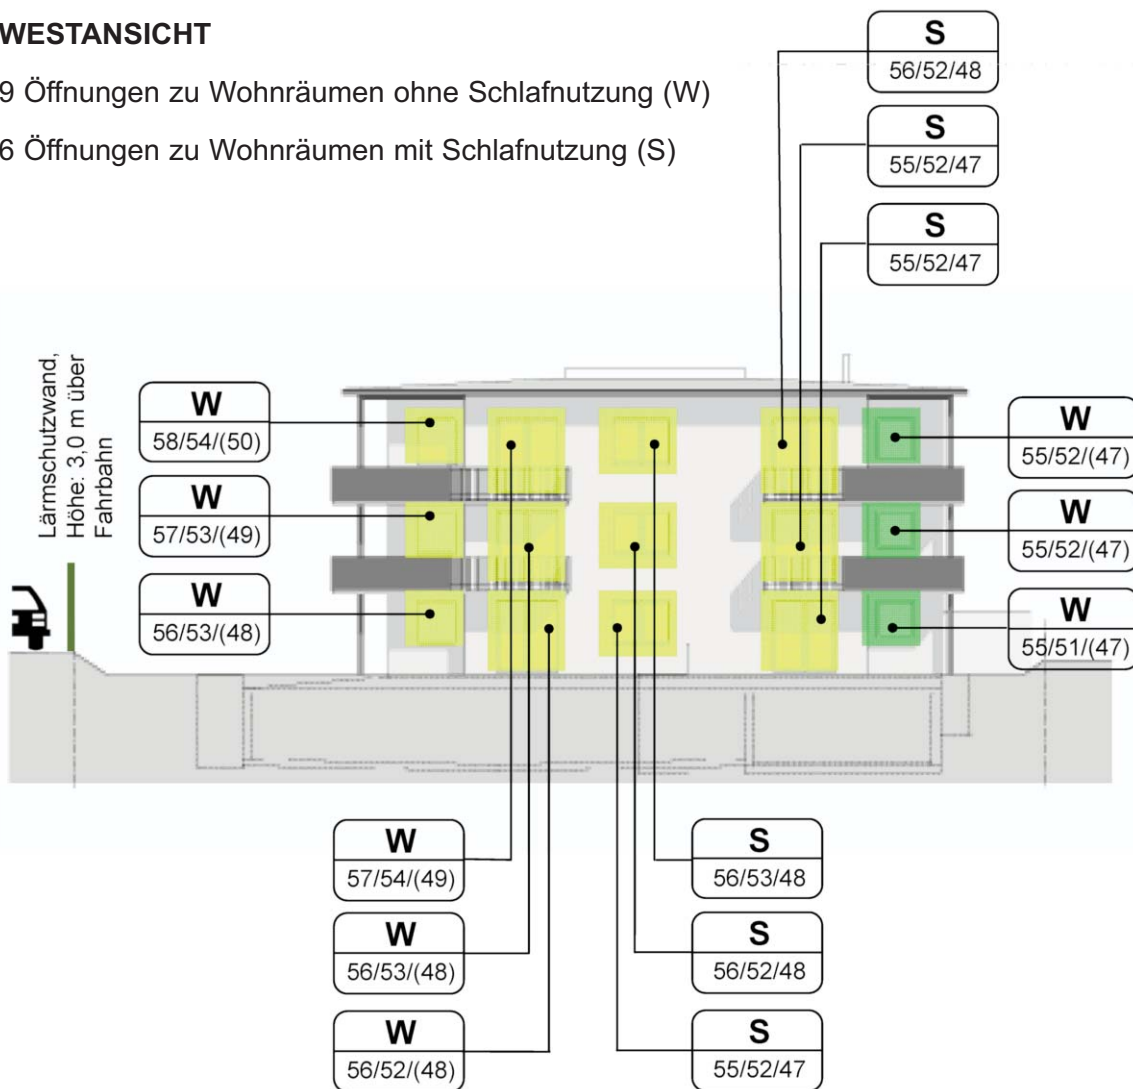 WESTANSICHT
9 Öffnungen zu Wohnräumen ohne Schlafnutzung (W)
6 Öffnungen zu Wohnräumen mit Schlafnutzung (S)
S
56/52/48
S
55/52/47
S
55/52/47
Lärmschutzwand,
Höhe: 3,0 m über
Fahrbahn
W
58/54/(50)
W
57/53/(49)
W
56/53/(48)
W
55/52/(47)
W
55/52/(47)
W
55/51/(47)
W
57/54/(49)
W
56/53/(48)
W
56/52/(48)
S
56/53/48
S
56/52/48
S
55/52/47